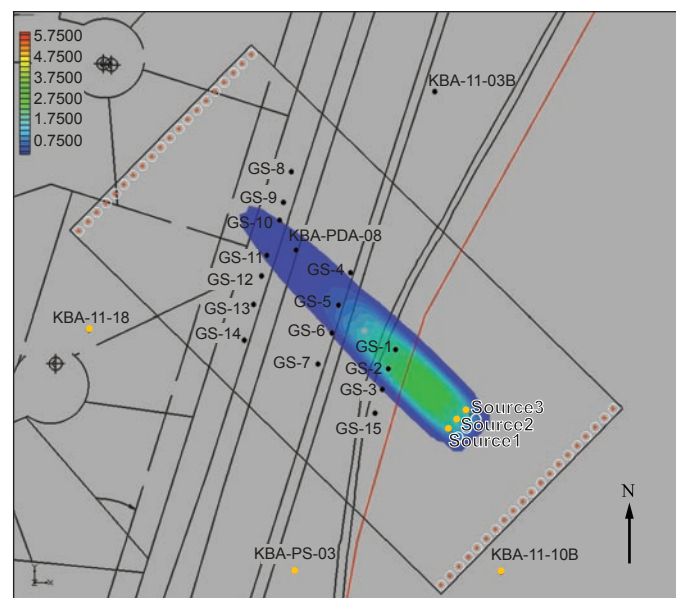 5.7500
4.7500
3.7500
2.7500
1.7500
0.7500
KBA-11-03B
GS-8
GS-9
GS-10
KBA-PDA-08
GS-11
GS-4
GS-12
GS-5
GS-13
KBA-11-18
GS-6
GS-14
GS-1
GS-7
GS-2
GS-3
Source3
Source2
GS-15
Source1
N
KBA-PS-03
KBA-11-10B
Y
Z
X